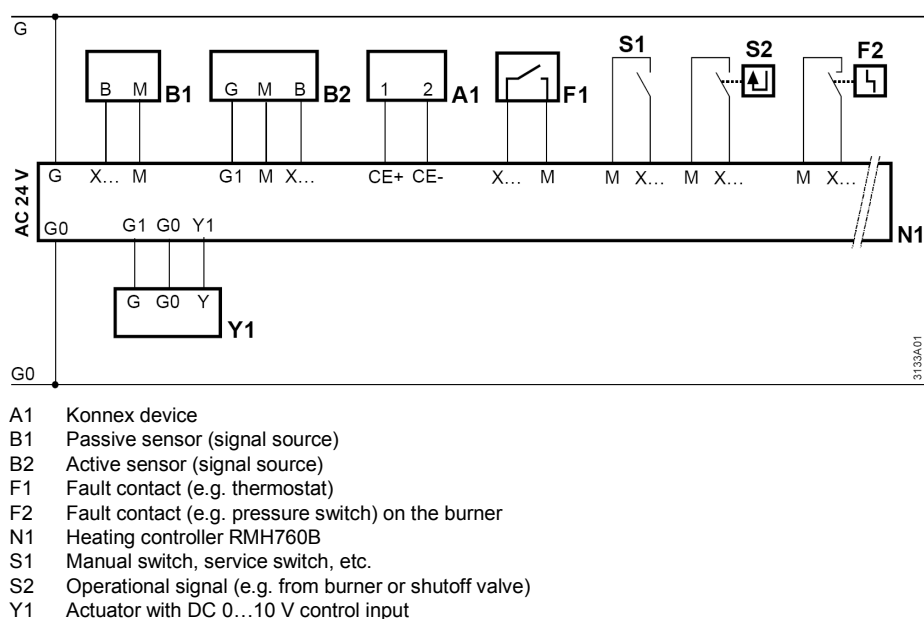 G
S1 S2 F2
B M B1 G M B B2 1 2 A1 F1
AC 24 V
G X... M G1 M X... CE+ CE- X... M M X... M X... M X...
G0 G1 G0 Y1 N1
G G0 Y Y1
G0
3133A01
A1 Konnex device
B1 Passive sensor (signal source)
B2 Active sensor (signal source)
F1 Fault contact (e.g. thermostat)
F2 Fault contact (e.g. pressure switch) on the burner
N1 Heating controller RMH760B
S1 Manual switch, service switch, etc.
S2 Operational signal (e.g. from burner or shutoff valve)
Y1 Actuator with DC 0…10 V control input